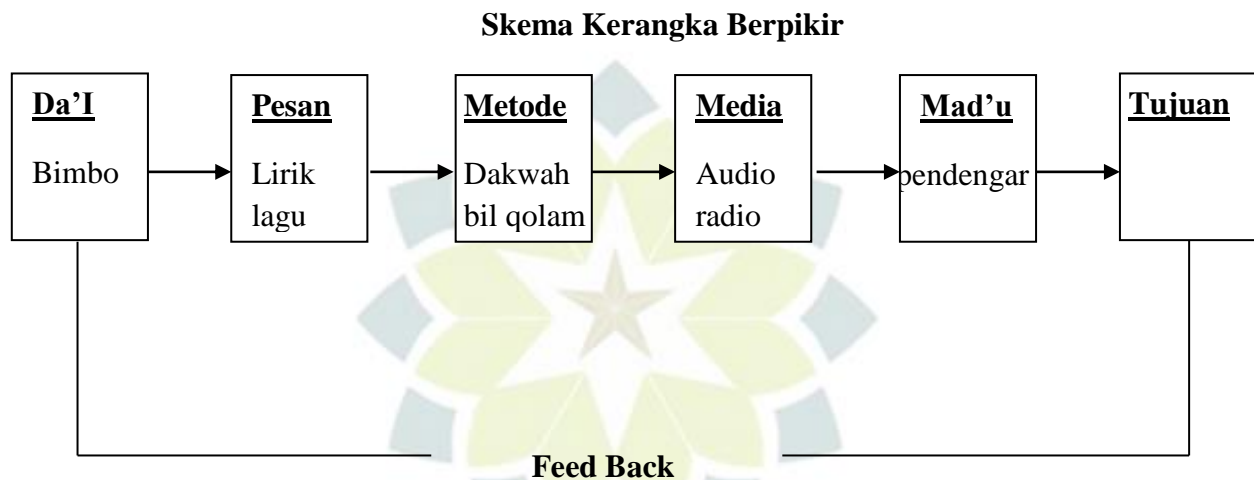 Skema Kerangka Berpikir
Da’I
Bimbo
Pesan
Lirik
lagu
Metode
Dakwah
bil qolam
Media
Audio
radio
Mad’u
pendengar
Tujuan
Feed Back